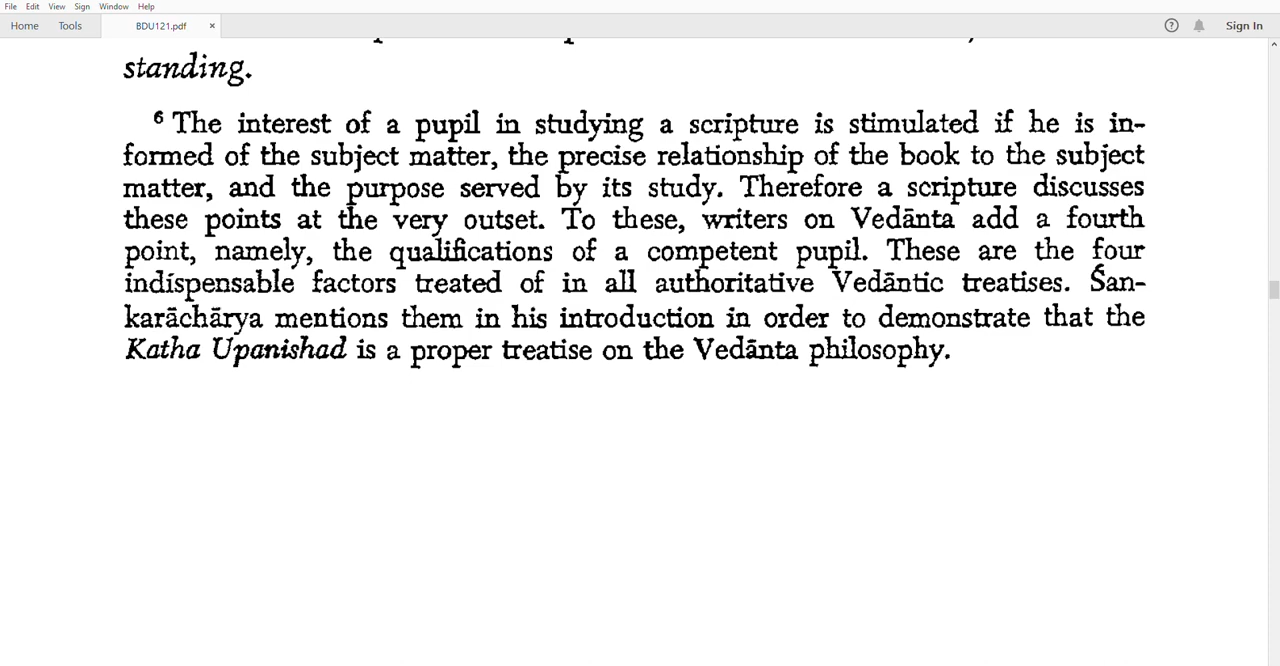 File Edit View Sign Window Help
Home Tools BDU121.pdf × Sign In
standing.
⁶ The interest of a pupil in studying a scripture is stimulated if he is in-
formed of the subject matter, the precise relationship of the book to the subject
matter, and the purpose served by its study. Therefore a scripture discusses
these points at the very outset. To these, writers on Vedānta add a fourth
point, namely, the qualifications of a competent pupil. These are the four
indispensable factors treated of in all authoritative Vedāntic treatises. Śan-
karāchārya mentions them in his introduction in order to demonstrate that the
Katha Upanishad is a proper treatise on the Vedānta philosophy.